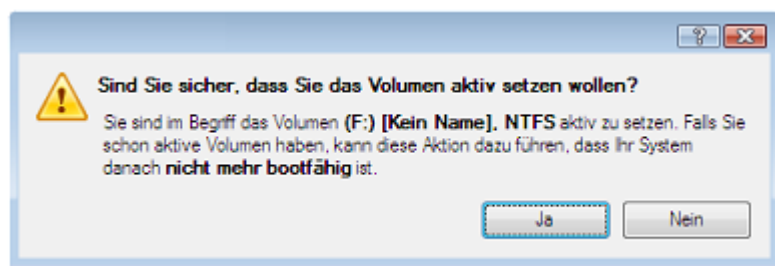 Sind Sie sicher, dass Sie das Volumen aktiv setzen wollen?
Sie sind im Begriff das Volumen (F:) [Kein Name], NTFS aktiv zu setzen. Falls Sie
schon aktive Volumen haben, kann diese Aktion dazu führen, dass Ihr System
danach nicht mehr bootfähig ist.
Ja Nein